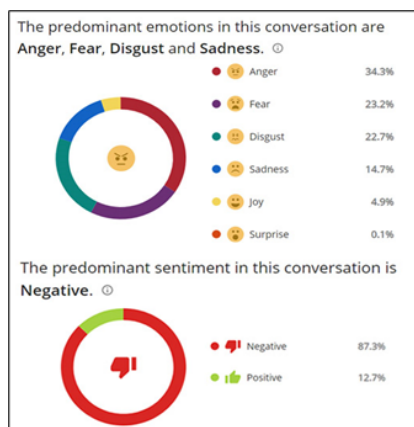 The predominant emotions in this conversation are
Anger, Fear, Disgust and Sadness.
Anger 34.3%
Fear 23.2%
Disgust 22.7%
Sadness 14.7%
Joy 4.9%
Surprise 0.1%
The predominant sentiment in this conversation is
Negative.
Negative 87.3%
Positive 12.7%